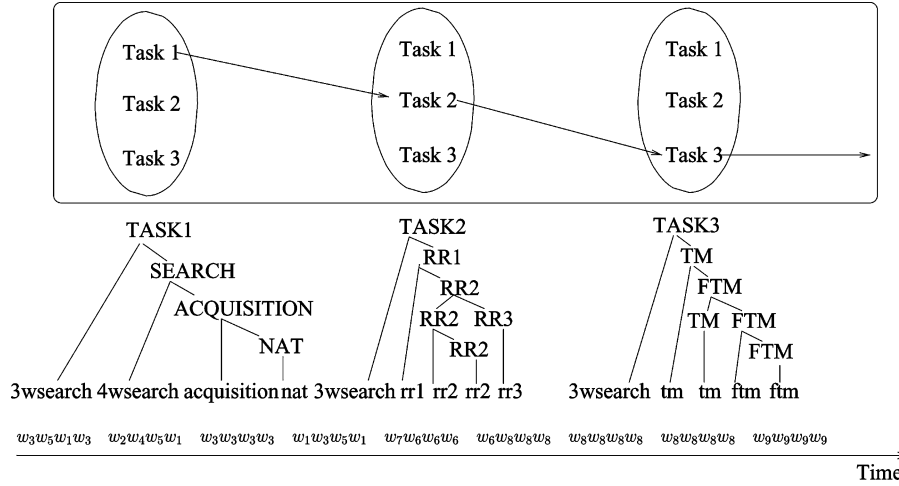 Task 1 Task 1 Task 1
Task 2 Task 2 Task 2
Task 3 Task 3 Task 3
TASK1 TASK2 TASK3
SEARCH RR1 TM
ACQUISITION RR2 FTM
RR2 RR3 TM FTM
NAT RR2 FTM
3wsearch 4wsearch acquisition nat 3wsearch rr1 rr2 rr2 rr3 3wsearch tm tm ftm ftm
w₃w₅w₁w₃ w₂w₄w₅w₁ w₃w₃w₃w₃ w₁w₃w₅w₁ w₇w₆w₆w₆ w₆w₈w₈w₈ w₈w₈w₈w₈ w₈w₈w₈w₈ w₉w₉w₉w₉
Time